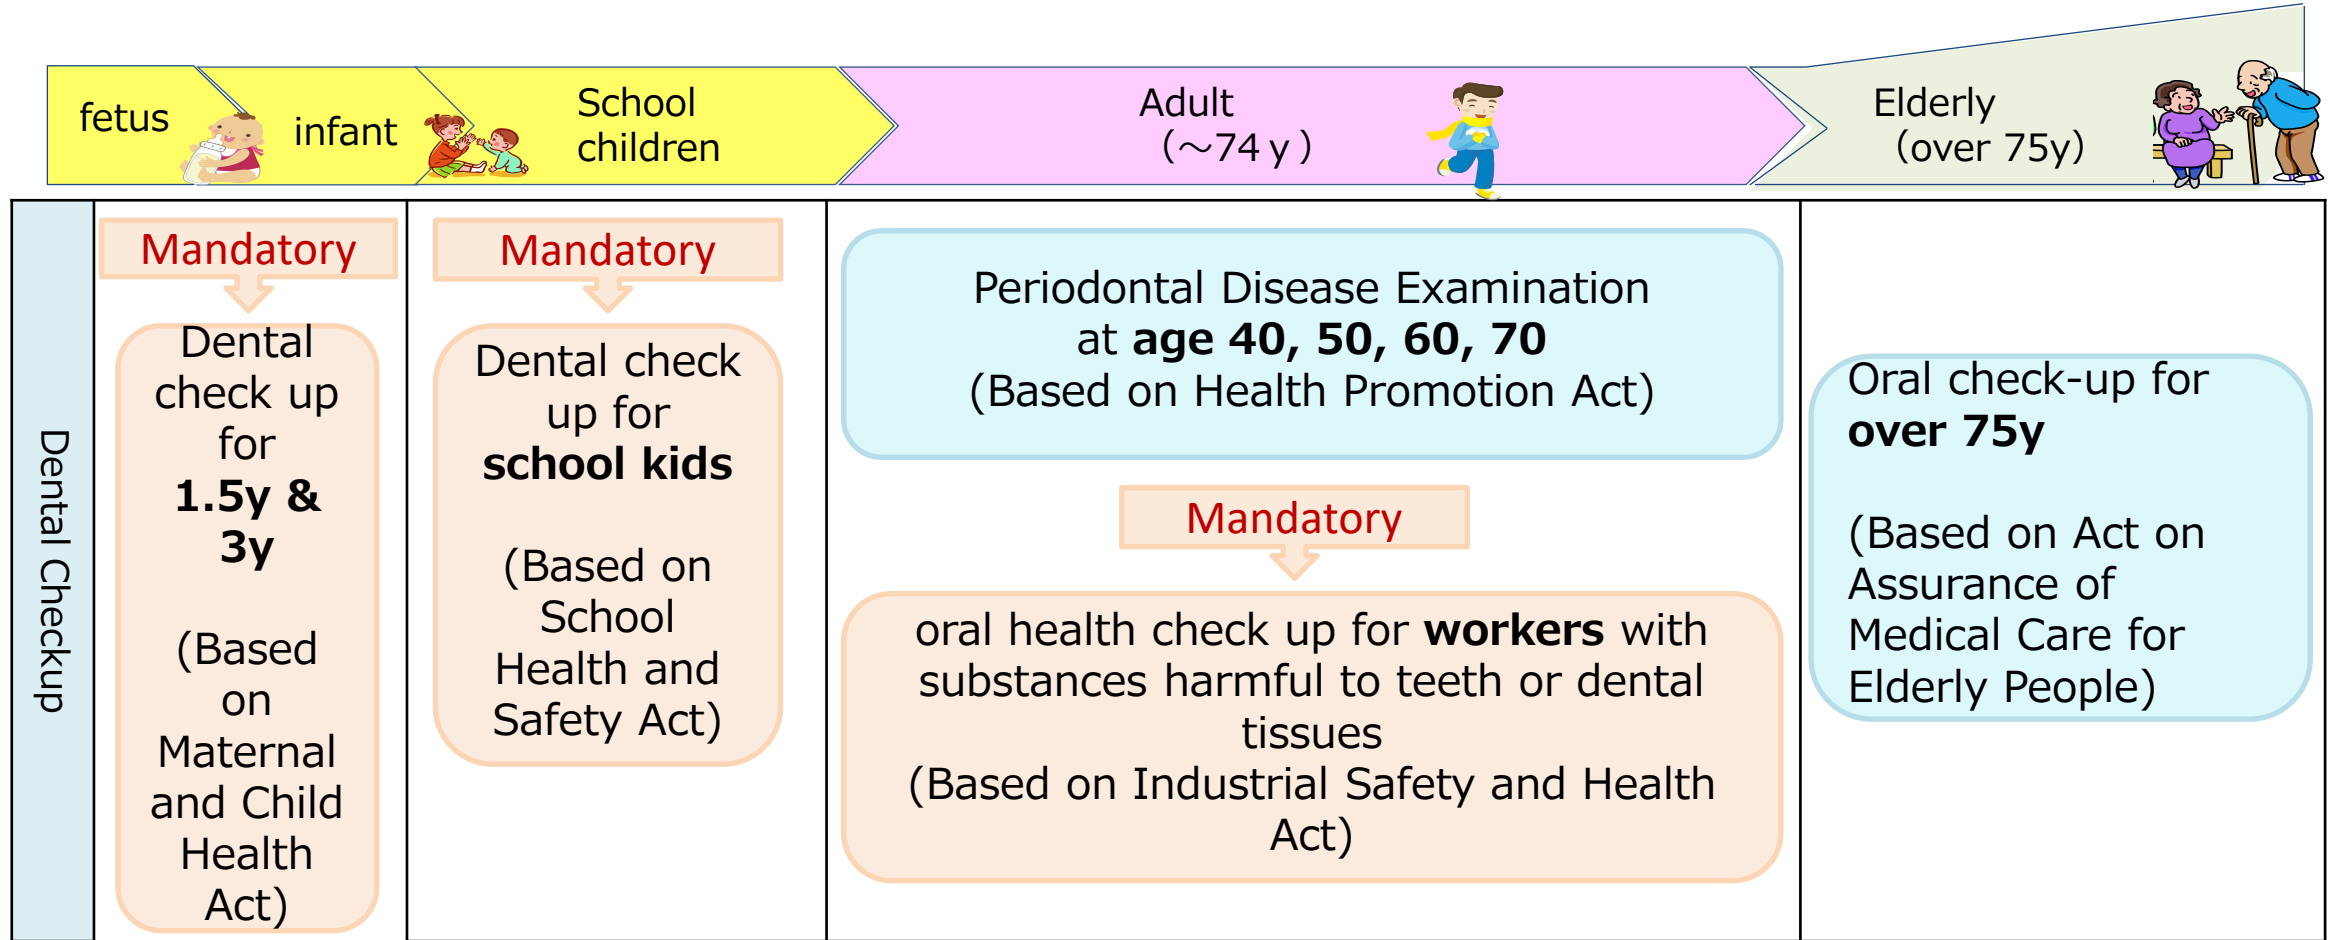 fetus
infant
School
children
Adult
(～74 y )
Elderly
(over 75y)
Dental Checkup
Mandatory
Dental
check up
for
1.5y &
3y
(Based
on
Maternal
and Child
Health
Act)
Mandatory
Dental check
up for
school kids
(Based on
School
Health and
Safety Act)
Periodontal Disease Examination
at age 40, 50, 60, 70
(Based on Health Promotion Act)
Mandatory
oral health check up for workers with
substances harmful to teeth or dental
tissues
(Based on Industrial Safety and Health
Act)
Oral check-up for
over 75y
(Based on Act on
Assurance of
Medical Care for
Elderly People)